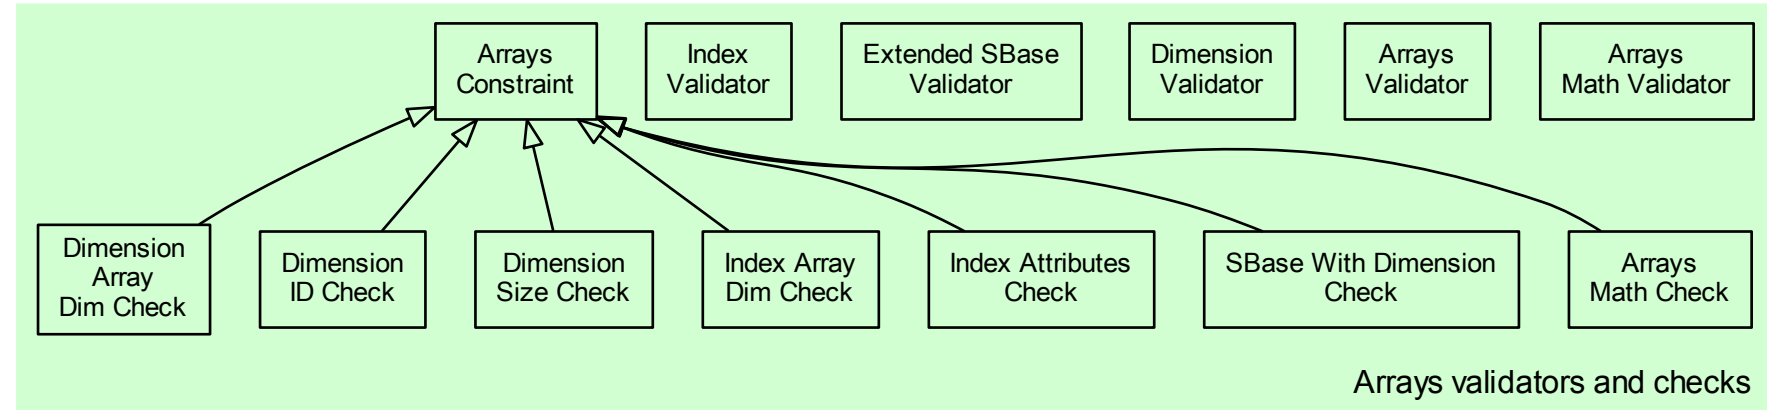 Arrays
Constraint
Index
Validator
Extended SBase
Validator
Dimension
Validator
Arrays
Validator
Arrays
Math Validator
Dimension
Array
Dim Check
Dimension
ID Check
Dimension
Size Check
Index Array
Dim Check
Index Attributes
Check
SBase With Dimension
Check
Arrays
Math Check
Arrays validators and checks